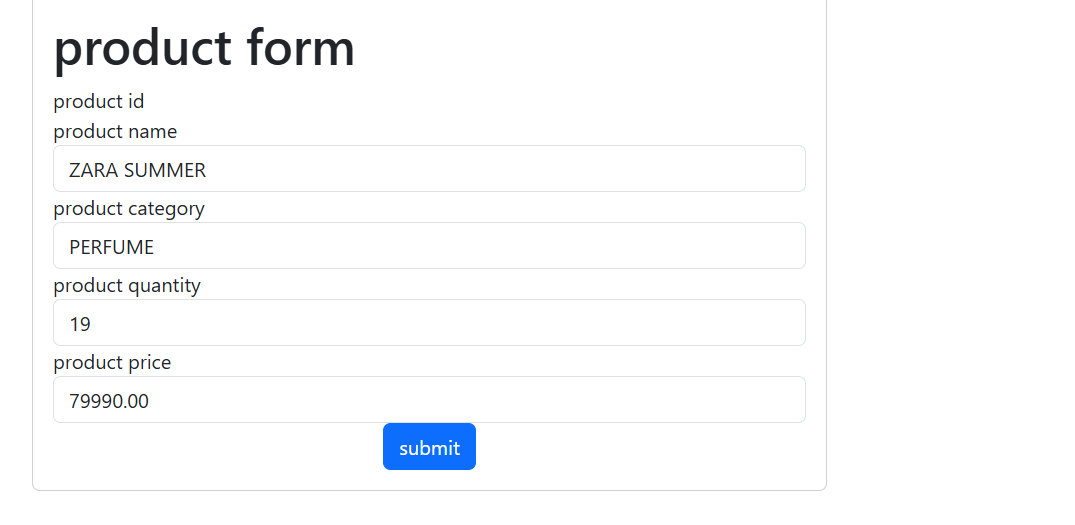 product form
product id
product name
ZARA SUMMER
product category
PERFUME
product quantity
19
product price
79990.00
submit